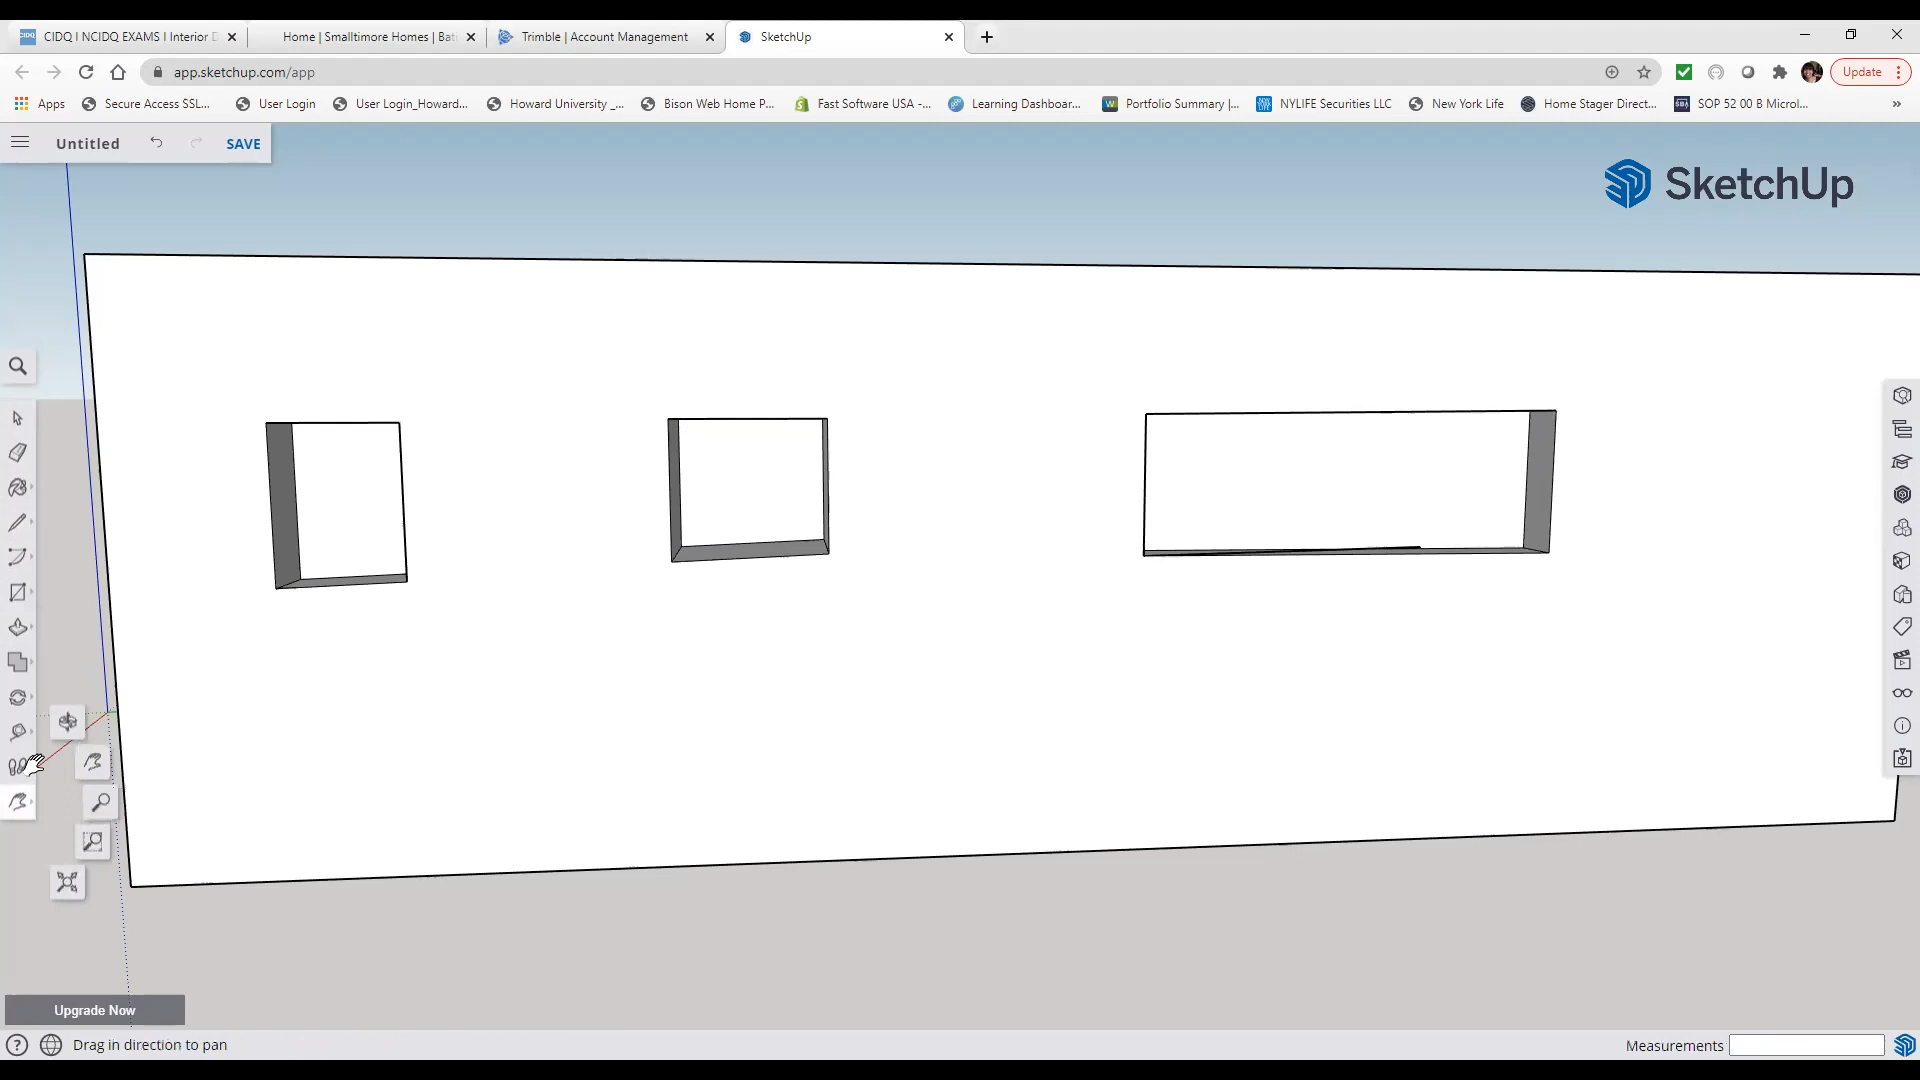 CIDQ I NCIDQ EXAMS I Interior D
Home | Smalltimore Homes | Balt
Trimble | Account Management
SketchUp
app.sketchup.com/app
Update
Apps
Secure Access SSL...
User Login
User Login_Howard...
Howard University _...
Bison Web Home P...
Fast Software USA -...
Learning Dashboar...
Portfolio Summary |...
NYLIFE Securities LLC
New York Life
Home Stager Direct...
SOP 52 00 B Microl...
Untitled
SAVE
SketchUp
Upgrade Now
Drag in direction to pan
Measurements